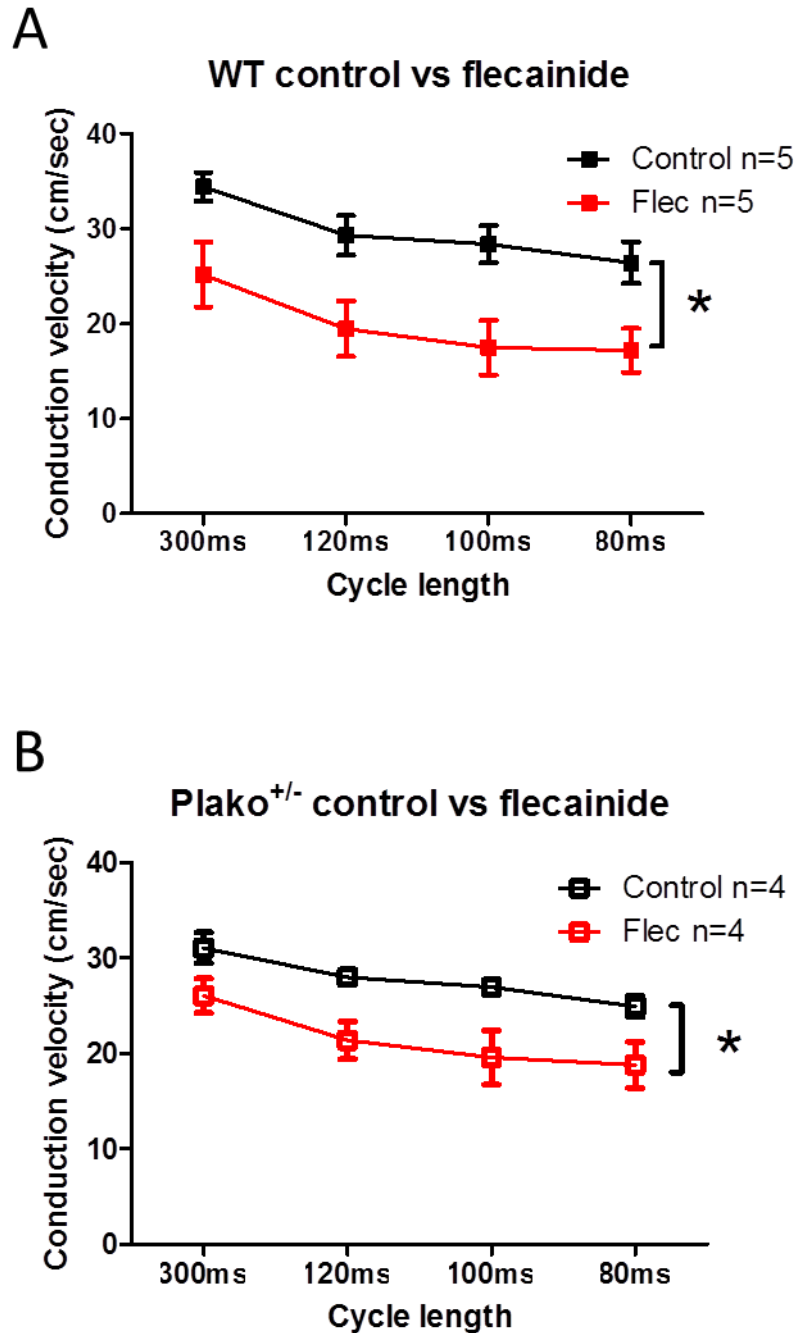 A
WT control vs flecainide
Conduction velocity (cm/sec)
40
30
20
10
0
Control n=5
Flec n=5
*
300ms 120ms 100ms 80ms
Cycle length
B
Plako+/- control vs flecainide
Conduction velocity (cm/sec)
40
30
20
10
0
Control n=4
Flec n=4
*
300ms 120ms 100ms 80ms
Cycle length